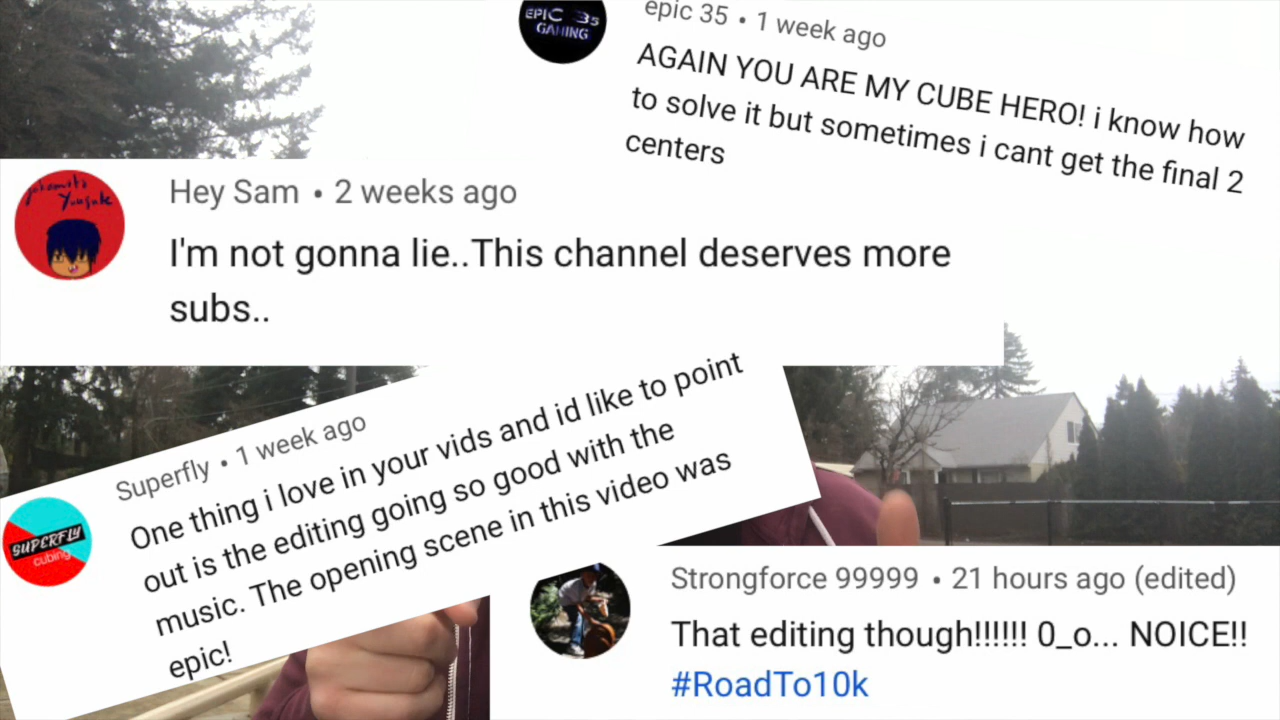 EPIC 35
GAMING
epic 35 • 1 week ago
AGAIN YOU ARE MY CUBE HERO! i know how
to solve it but sometimes i cant get the final 2
centers
Hey Sam • 2 weeks ago
I'm not gonna lie..This channel deserves more
subs..
Superfly • 1 week ago
One thing i love in your vids and id like to point
out is the editing going so good with the
music. The opening scene in this video was
epic!
SUPERFLY
cubing
Strongforce 99999 • 21 hours ago (edited)
That editing though!!!!!! 0_o... NOICE!!
#RoadTo10k